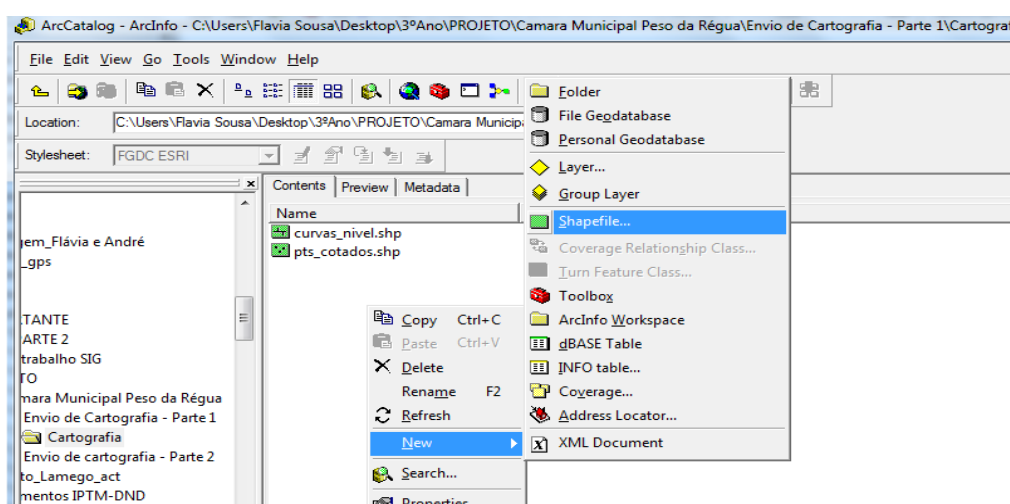 ArcCatalog - ArcInfo - C:\Users\Flavia Sousa\Desktop\3ºAno\PROJETO\Camara Municipal Peso da Régua\Envio de Cartografia - Parte 1\Cartograf
File Edit View Go Tools Window Help
Location: C:\Users\Flavia Sousa\Desktop\3ºAno\PROJETO\Camara Municip
Stylesheet: FGDC ESRI
Contents Preview Metadata
Name
curvas_nivel.shp
pts_cotados.shp
jem_Flávia e André
_gps
TANTE
ARTE 2
trabalho SIG
TO
mara Municipal Peso da Régua
Envio de Cartografia - Parte 1
Cartografia
Envio de cartografia - Parte 2
to_Lamego_act
mentos IPTM-DND
Copy Ctrl+C
Paste Ctrl+V
Delete
Rename F2
Refresh
New
Search...
Properties
Folder
File Geodatabase
Personal Geodatabase
Layer...
Group Layer
Shapefile...
Coverage Relationship Class...
Turn Feature Class...
Toolbox
ArcInfo Workspace
dBASE Table
INFO table...
Coverage...
Address Locator...
XML Document